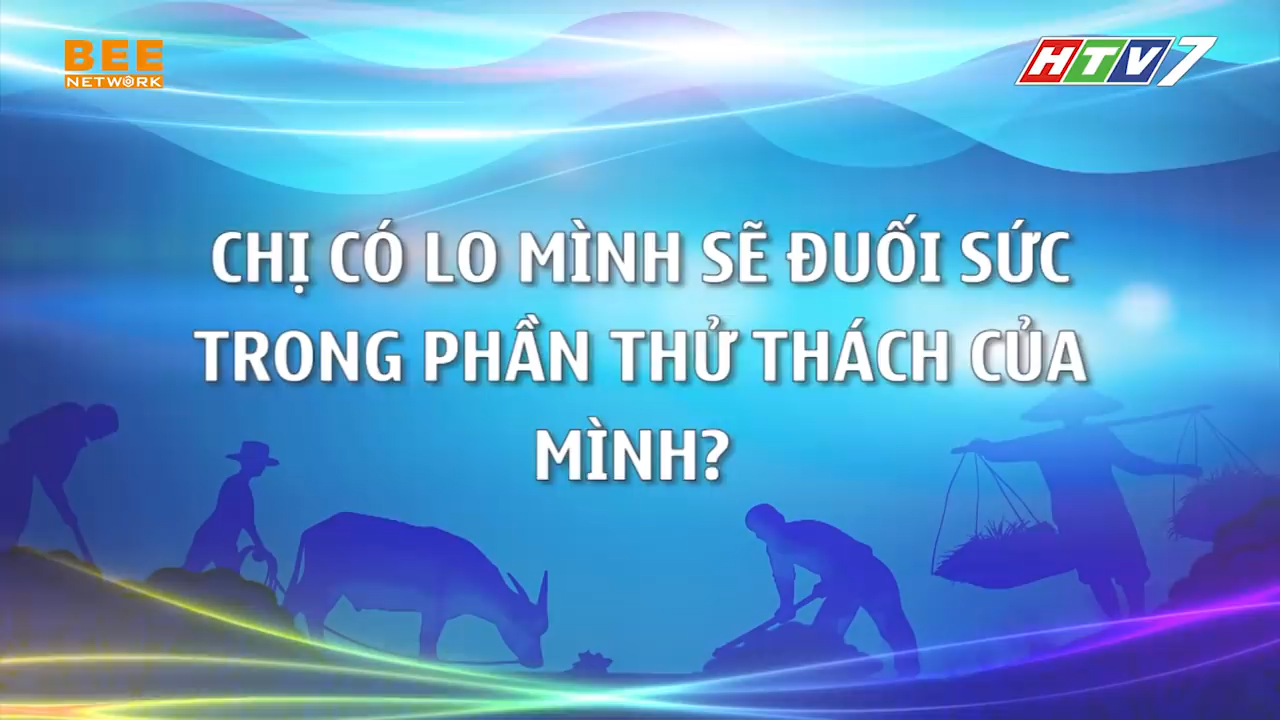 BEE
NETWORK
HTV7
CHỊ CÓ LO MÌNH SẼ ĐUỐI SỨC
TRONG PHẦN THỬ THÁCH CỦA
MÌNH?